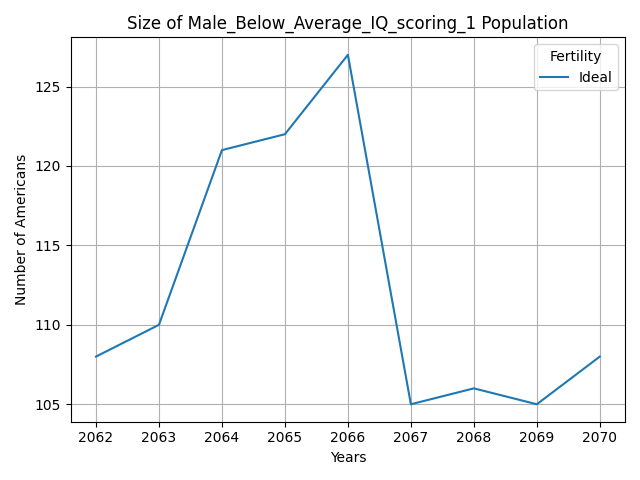 Size of Male_Below_Average_IQ_scoring_1 Population
Fertility
Ideal
Number of Americans
125
120
115
110
105
2062 2063 2064 2065 2066 2067 2068 2069 2070
Years